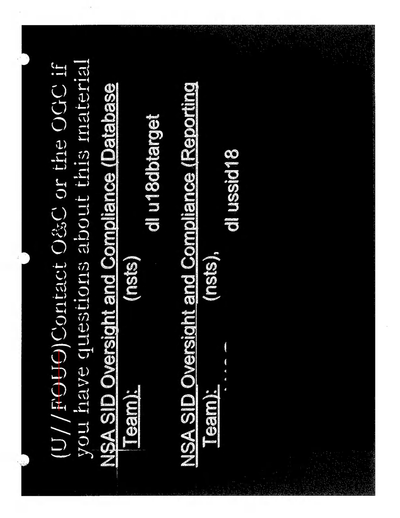 (U//FOUO)Contact O&C or the OGC if
you have questions about this material
NSA SID Oversight and Compliance (Database
Team): (nsts) dl u18dbtarget
NSA SID Oversight and Compliance (Reporting
Team): (nsts), dl ussid18